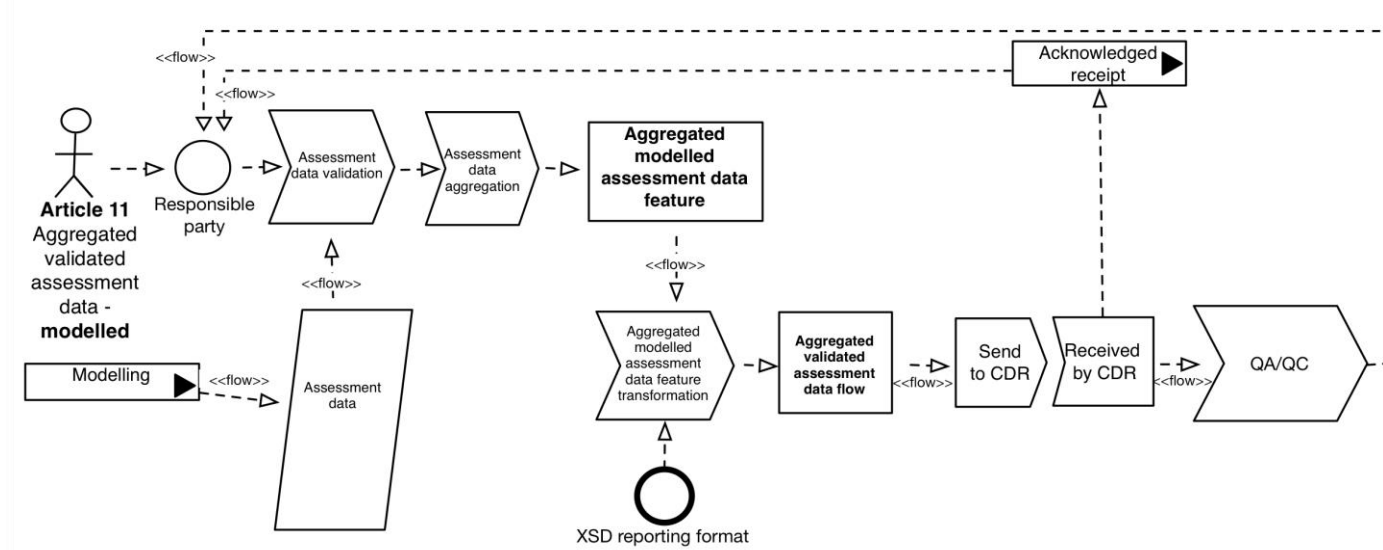 <<flow>>
Acknowledged
receipt
<<flow>>
Article 11
Aggregated
validated
assessment
data -
modelled
Responsible
party
Assessment
data validation
Assessment
data
aggregation
Aggregated
modelled
assessment data
feature
<<flow>>
<<flow>>
Modelling
<<flow>>
Assessment
data
Aggregated
modelled
assessment
data feature
transformation
Aggregated
validated
assessment
data flow
<<flow>>
Send
to CDR
Received
by CDR
<<flow>>
QA/QC
XSD reporting format